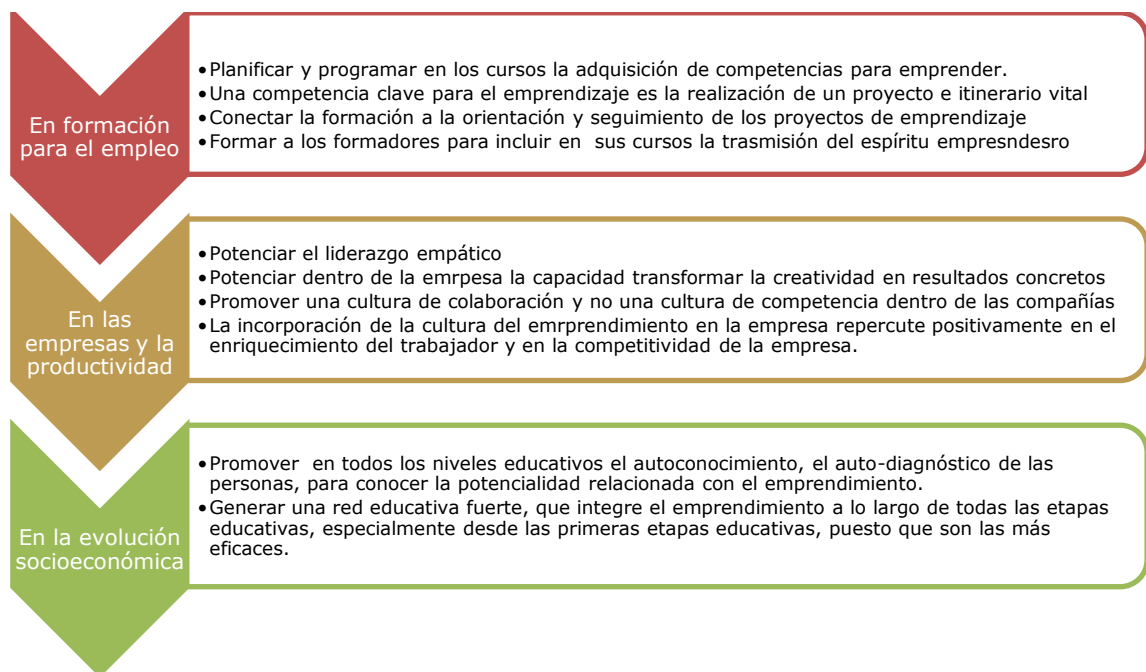 En formación
para el empleo
•Planificar y programar en los cursos la adquisición de competencias para emprender.
•Una competencia clave para el emprendizaje es la realización de un proyecto e itinerario vital
•Conectar la formación a la orientación y seguimiento de los proyectos de emprendizaje
•Formar a los formadores para incluir en sus cursos la trasmisión del espíritu empresndesro
En las
empresas y la
productividad
•Potenciar el liderazgo empático
•Potenciar dentro de la emrpesa la capacidad transformar la creatividad en resultados concretos
•Promover una cultura de colaboración y no una cultura de competencia dentro de las compañías
•La incorporación de la cultura del emrprendimiento en la empresa repercute positivamente en el
enriquecimiento del trabajador y en la competitividad de la empresa.
En la evolución
socioeconómica
•Promover en todos los niveles educativos el autoconocimiento, el auto-diagnóstico de las
personas, para conocer la potencialidad relacionada con el emprendimiento.
•Generar una red educativa fuerte, que integre el emprendimiento a lo largo de todas las etapas
educativas, especialmente desde las primeras etapas educativas, puesto que son las más
eficaces.